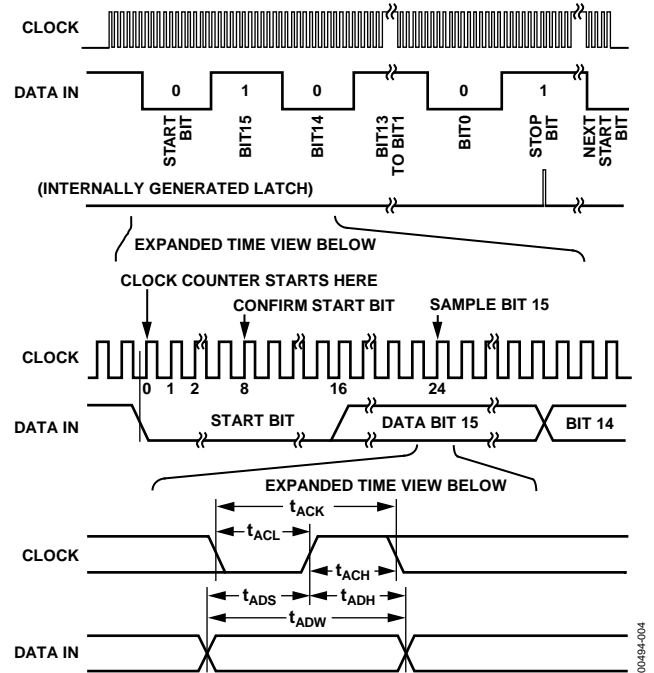 CLOCK
DATA IN
0 1 0 0 1
START BIT
BIT15
BIT14
BIT13 TO BIT1
BIT0
STOP BIT
NEXT START BIT
(INTERNALLY GENERATED LATCH)
EXPANDED TIME VIEW BELOW
CLOCK COUNTER STARTS HERE
CONFIRM START BIT
SAMPLE BIT 15
CLOCK
0 1 2 8 16 24
DATA IN
START BIT
DATA BIT 15
BIT 14
EXPANDED TIME VIEW BELOW
tACK
tACL
CLOCK
tACH
tADS
tADH
tADW
DATA IN
00494-004